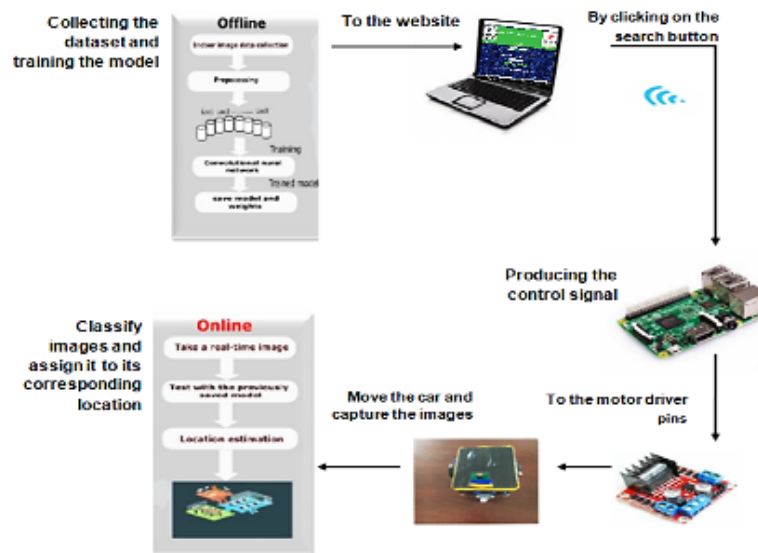 Collecting the
dataset and
training the model
Offline
Indoor image data collection
Preprocessing
Training
Convolutional nural
network
Trained model
save model and
weights
To the website
By clicking on the
search button
Producing the
control signal
To the motor driver
pins
Move the car and
capture the images
Classify
images and
assign it to its
corresponding
location
Online
Take a real-time image
Test with the previously
saved model
Location estimation